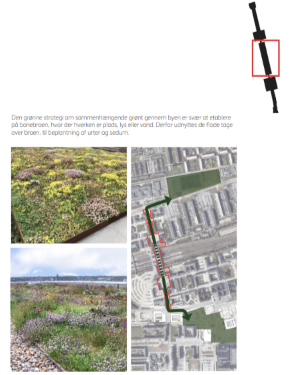 Den grønne strategi om sammenhængende grønt gennem byen er svær at etablere
på banebroen, hvor der hverken er plads, lys eller vand. Derfor udnyttes de flade tage
over broen, til beplantning af urter og sedum.